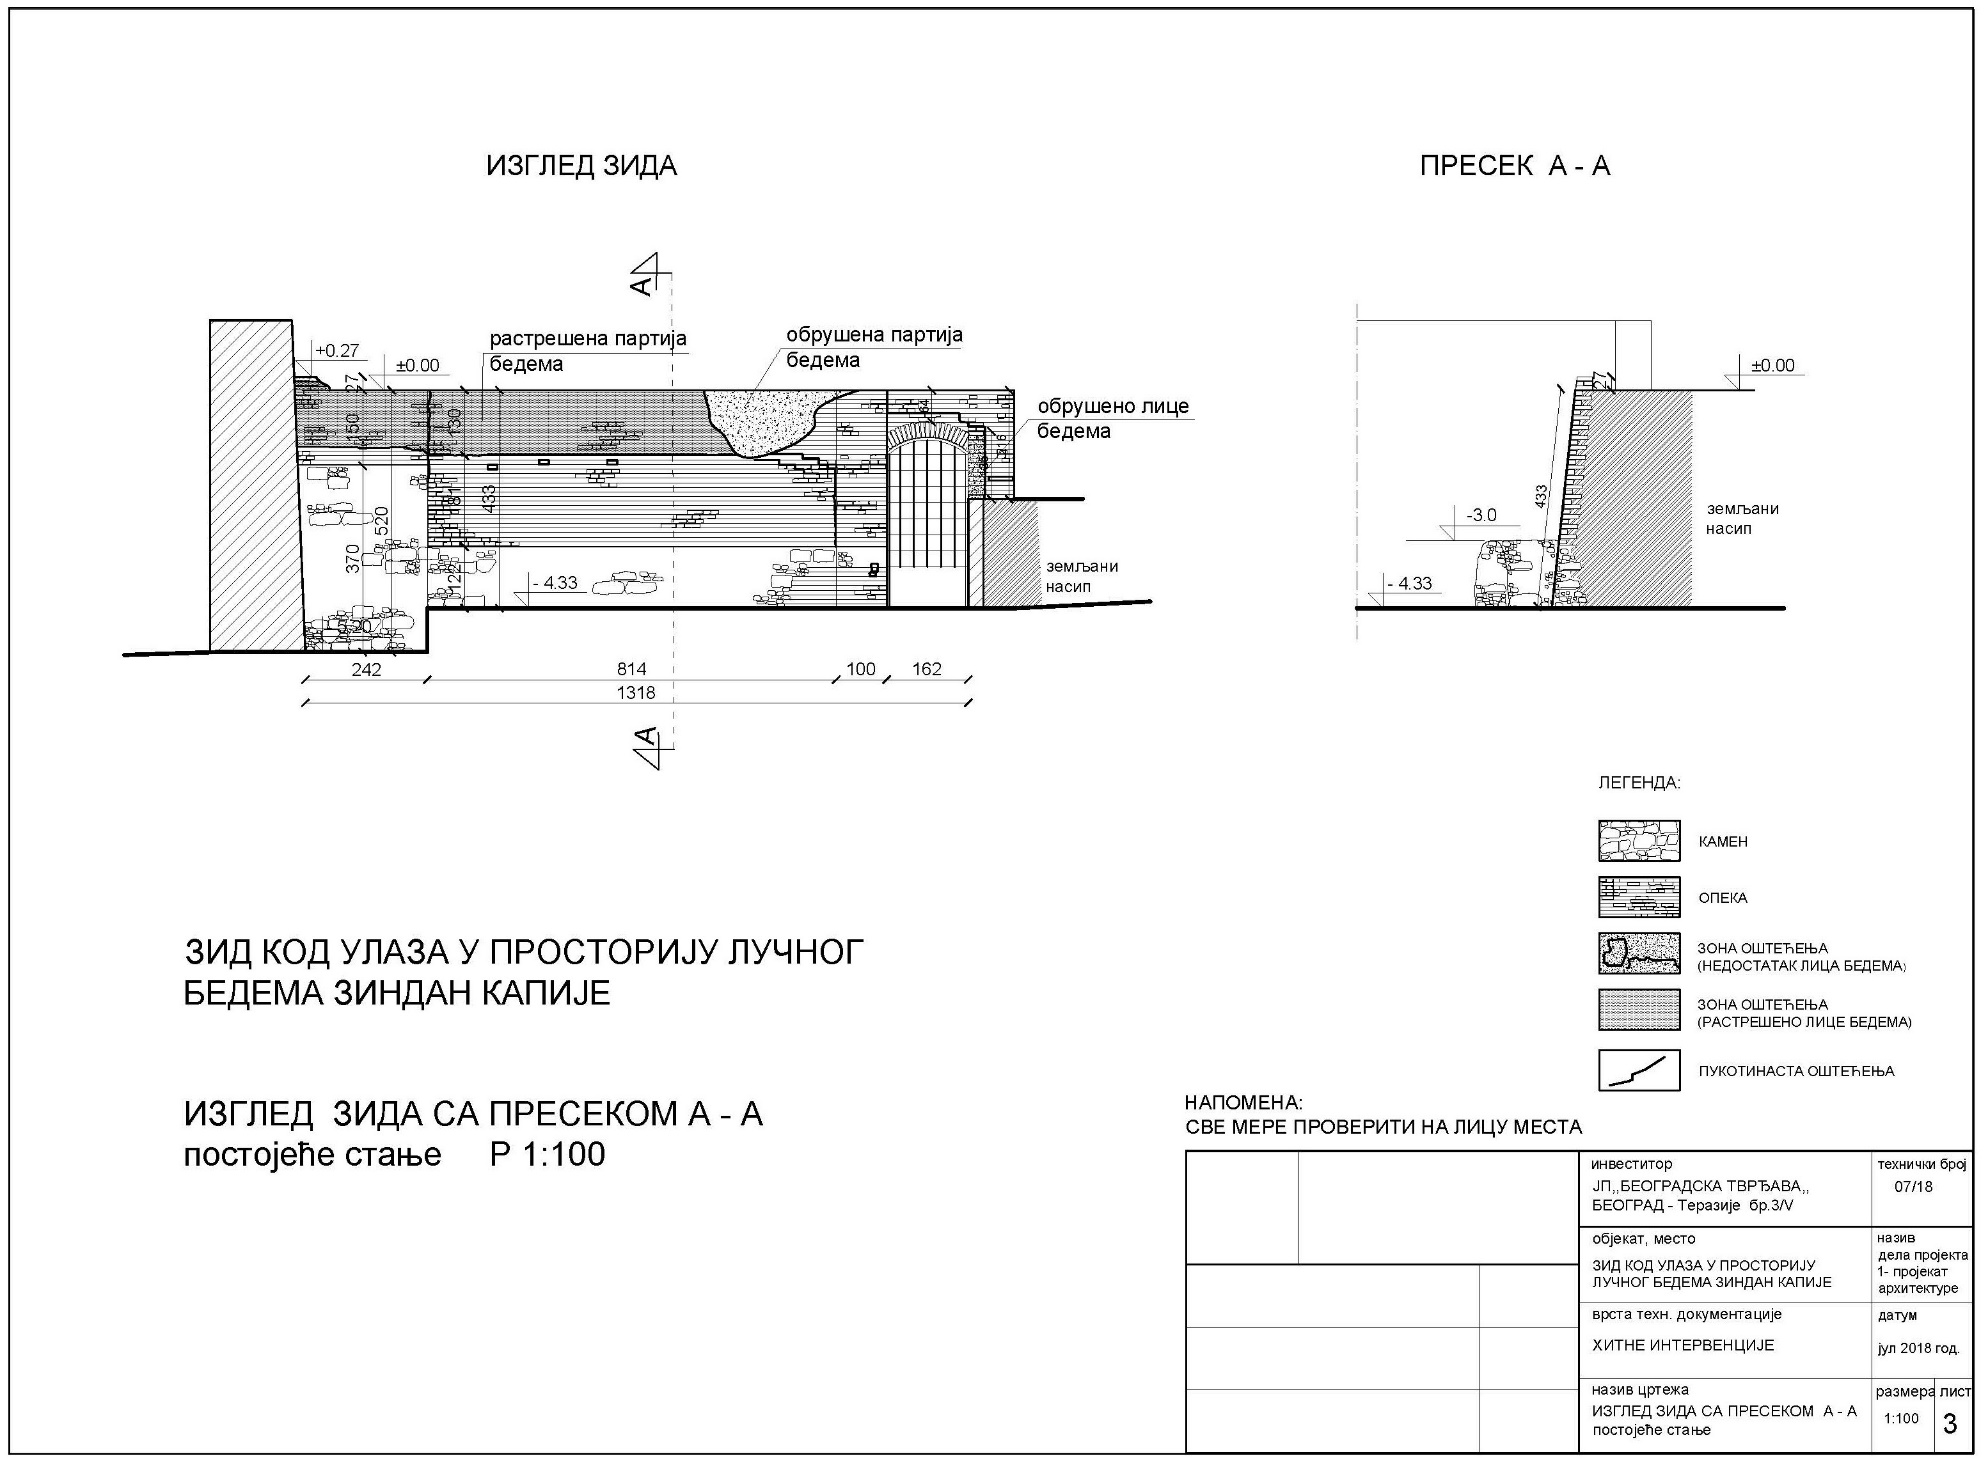 ИЗГЛЕД ЗИДА
ПРЕСЕК А - А
А
растрешена партија
бедема
обрушена партија
бедема
обрушено лице
бедема
+0.27
±0.00
27
150
130
64
433
81
520
370
122
- 4.33
земљани
насип
242
814
100
162
1318
А
±0.00
27
433
-3.0
- 4.33
земљани
насип
ЛЕГЕНДА:
КАМЕН
ОПЕКА
ЗОНА ОШТЕЋЕЊА
(НЕДОСТАТАК ЛИЦА БЕДЕМА)
ЗОНА ОШТЕЋЕЊА
(РАСТРЕШЕНО ЛИЦЕ БЕДЕМА)
ПУКОТИНАСТА ОШТЕЋЕЊА
ЗИД КОД УЛАЗА У ПРОСТОРИЈУ ЛУЧНОГ
БЕДЕМА ЗИНДАН КАПИЈЕ
ИЗГЛЕД ЗИДА СА ПРЕСЕКОМ А - А
постојеће стање Р 1:100
НАПОМЕНА:
СВЕ МЕРЕ ПРОВЕРИТИ НА ЛИЦУ МЕСТА
инвеститор
ЈП,,БЕОГРАДСКА ТВРЂАВА,,
БЕОГРАД - Теразије бр.3/V
технички број
07/18
објекат, место
ЗИД КОД УЛАЗА У ПРОСТОРИЈУ
ЛУЧНОГ БЕДЕМА ЗИНДАН КАПИЈЕ
назив
дела пројекта
1- пројекат
архитектуре
врста техн. документације
ХИТНЕ ИНТЕРВЕНЦИЈЕ
датум
јул 2018 год.
назив цртежа
ИЗГЛЕД ЗИДА СА ПРЕСЕКОМ А - А
постојеће стање
размера
1:100
лист
3